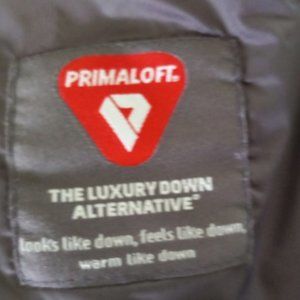 PRIMALOFT®
THE LUXURY DOWN
ALTERNATIVE®
looks like down, feels like down,
warm like down